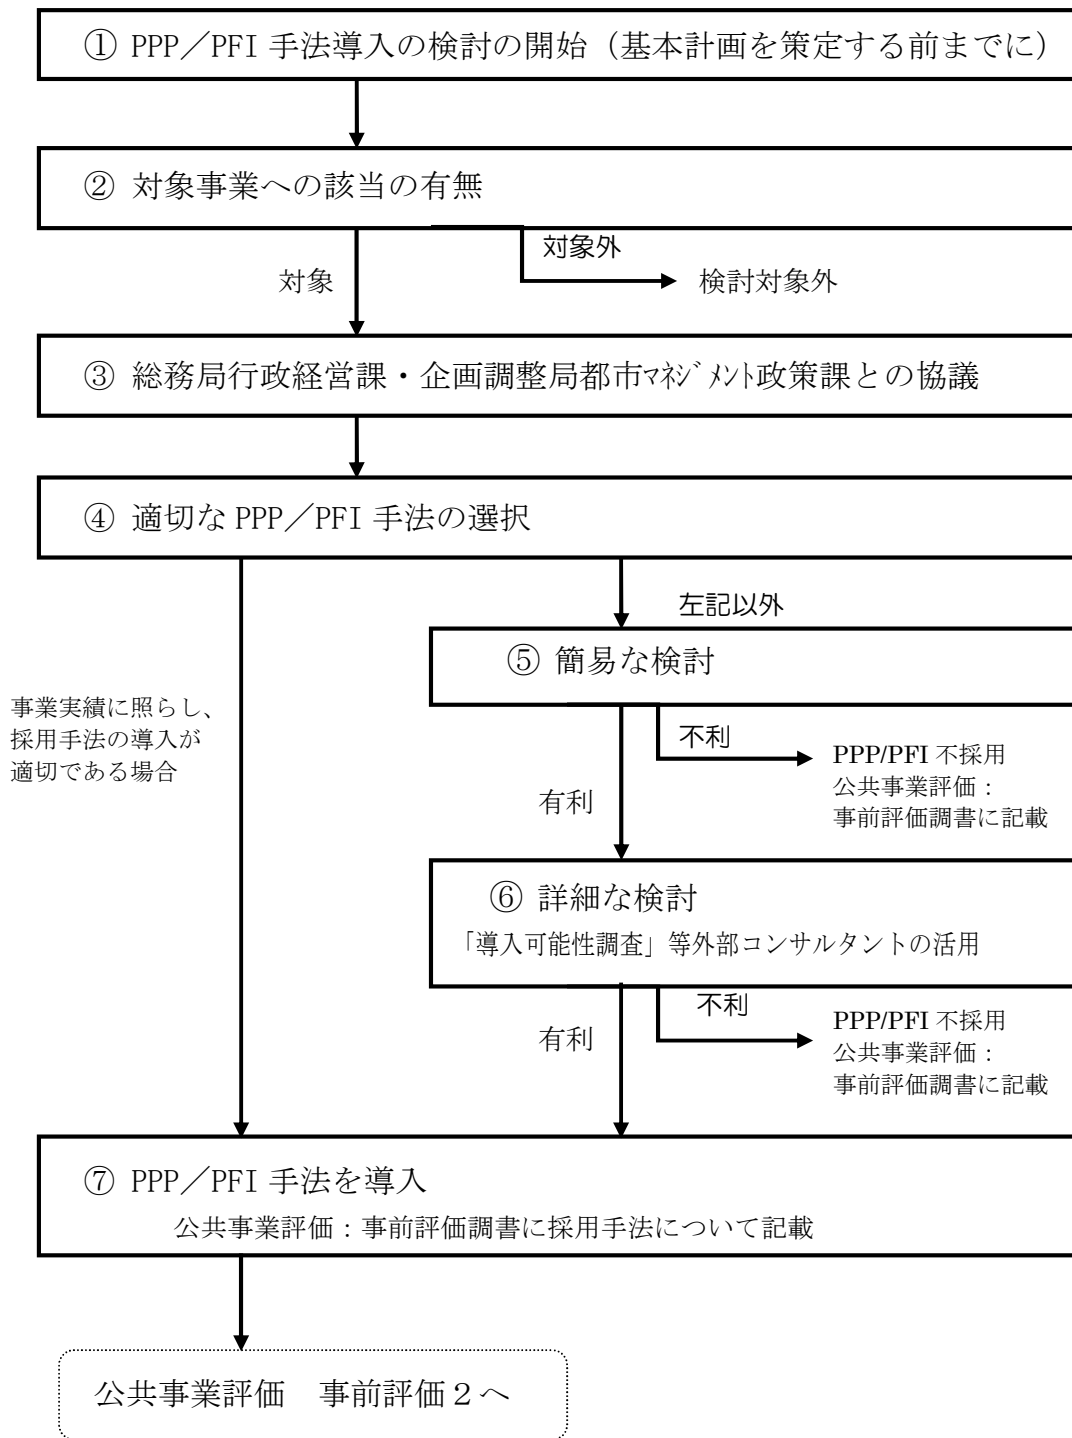 ① PPP／PFI 手法導入の検討の開始（基本計画を策定する前までに）
② 対象事業への該当の有無
対象外
対象
検討対象外
③ 総務局行政経営課・企画調整局都市ﾏﾈｼﾞﾒﾝﾄ政策課との協議
④ 適切な PPP／PFI 手法の選択
左記以外
⑤ 簡易な検討
事業実績に照らし、
採用手法の導入が
適切である場合
不利
PPP/PFI 不採用
公共事業評価：
事前評価調書に記載
有利
⑥ 詳細な検討
「導入可能性調査」等外部コンサルタントの活用
不利
PPP/PFI 不採用
公共事業評価：
事前評価調書に記載
有利
⑦ PPP／PFI 手法を導入
公共事業評価：事前評価調書に採用手法について記載
公共事業評価　事前評価２へ